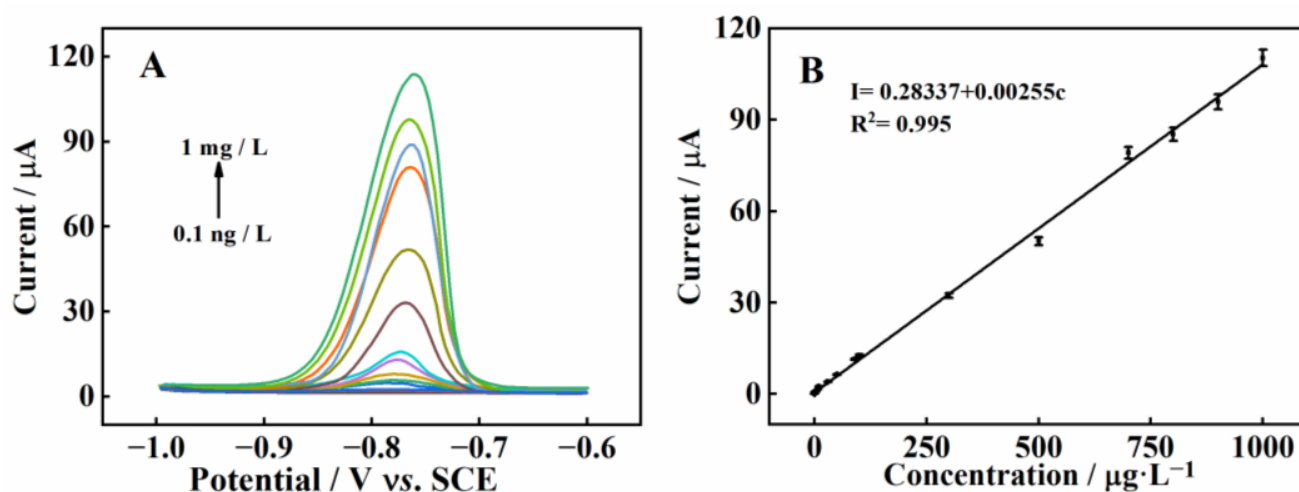 A
1 mg / L
0.1 ng / L
120
90
60
30
0
−1.0 −0.9 −0.8 −0.7 −0.6
Current / μA
Potential / V vs. SCE
B
I= 0.28337+0.00255c
R²= 0.995
120
90
60
30
0
0 250 500 750 1000
Current / μA
Concentration / μg·L⁻¹